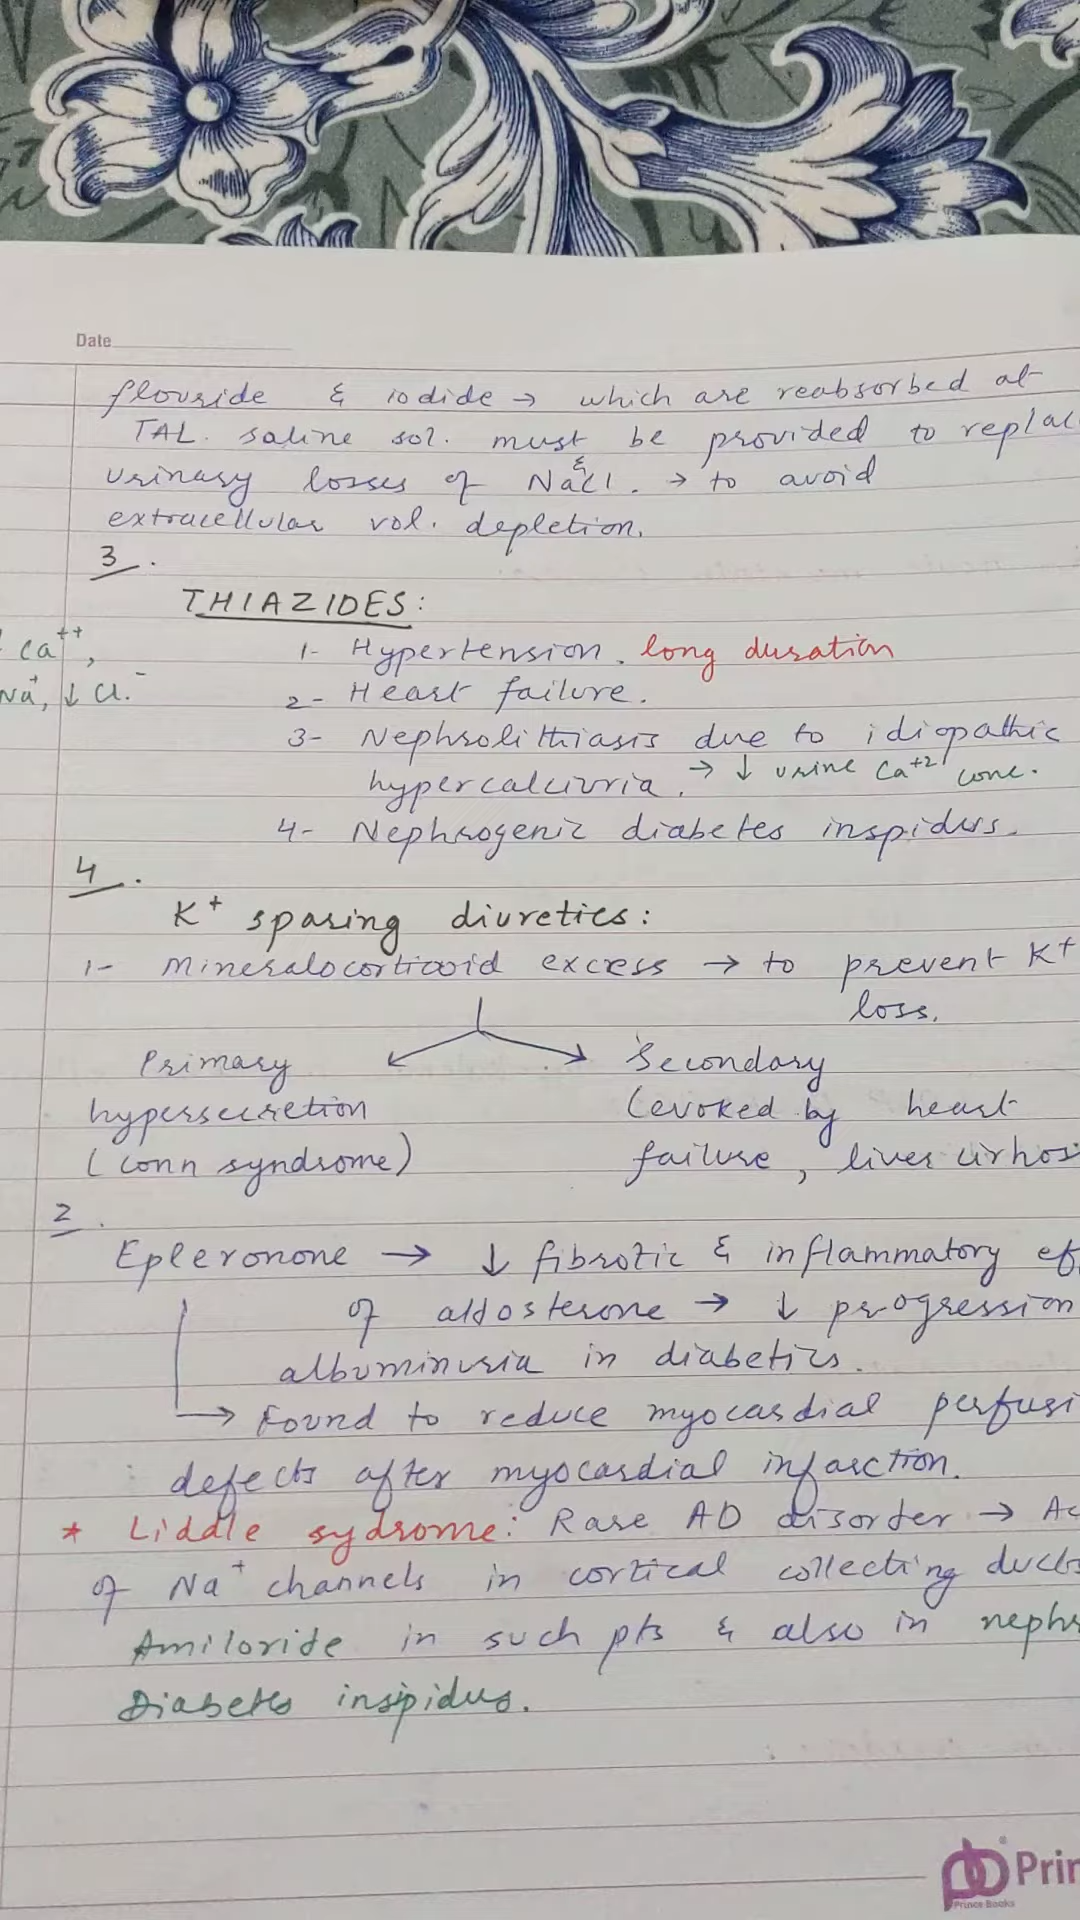 Date
flouride & iodide → which are reabsorbed at
TAL. saline sol. must be provided to replac
urinary losses of NaCl. & → to avoid
extracellular vol. depletion.
3.
THIAZIDES:
Ca++,
1- Hypertension. long duration
Na+, ↓ Cl.-
2- Heart failure.
3- Nephrolithiasis due to idiopathic
hypercalciuria. → ↓ urine Ca+2 conc.
4- Nephrogenic diabetes inspidus.
4.
K+ sparing diuretics:
1- Mineralocorticoid excess → to prevent K+
loss.
Primary
hypersecretion
(conn syndrome)
Secondary
(evoked by heart
failure, liver cirhos
2.
Epleronone → ↓ fibrotic & inflammatory ef
of aldosterone → ↓ progression
albuminuria in diabetics.
→ Found to reduce myocardial perfusi
defects after myocardial infarction.
* Liddle sydrome: Rare AD disorder → Ac
of Na+ channels in cortical collecting ducts
Amiloride in such pts & also in neph
Diabetes insipidus.
Prin
Prince Books